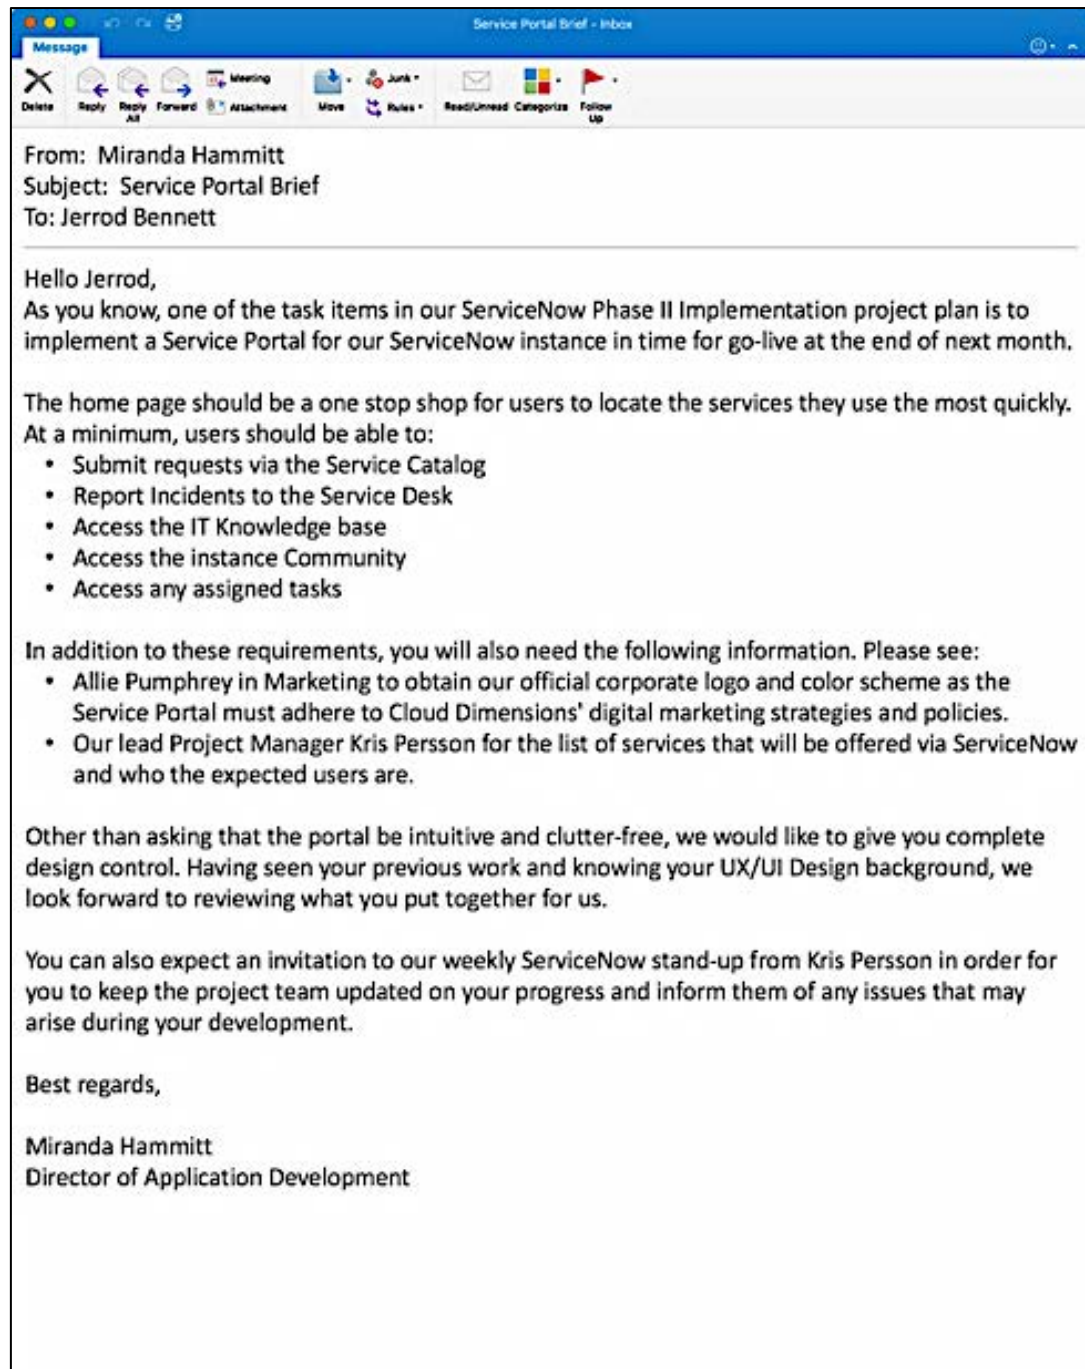 Service Portal Brief - Inbox
Message
Delete Reply Reply All Forward Meeting Attachment Move Junk Rules Read/Unread Categorize Follow Up
From: Miranda Hammitt
Subject: Service Portal Brief
To: Jerrod Bennett
Hello Jerrod,
As you know, one of the task items in our ServiceNow Phase II Implementation project plan is to
implement a Service Portal for our ServiceNow instance in time for go-live at the end of next month.
The home page should be a one stop shop for users to locate the services they use the most quickly.
At a minimum, users should be able to:
• Submit requests via the Service Catalog
• Report Incidents to the Service Desk
• Access the IT Knowledge base
• Access the instance Community
• Access any assigned tasks
In addition to these requirements, you will also need the following information. Please see:
• Allie Pumphrey in Marketing to obtain our official corporate logo and color scheme as the
Service Portal must adhere to Cloud Dimensions' digital marketing strategies and policies.
• Our lead Project Manager Kris Persson for the list of services that will be offered via ServiceNow
and who the expected users are.
Other than asking that the portal be intuitive and clutter-free, we would like to give you complete
design control. Having seen your previous work and knowing your UX/UI Design background, we
look forward to reviewing what you put together for us.
You can also expect an invitation to our weekly ServiceNow stand-up from Kris Persson in order for
you to keep the project team updated on your progress and inform them of any issues that may
arise during your development.
Best regards,
Miranda Hammitt
Director of Application Development